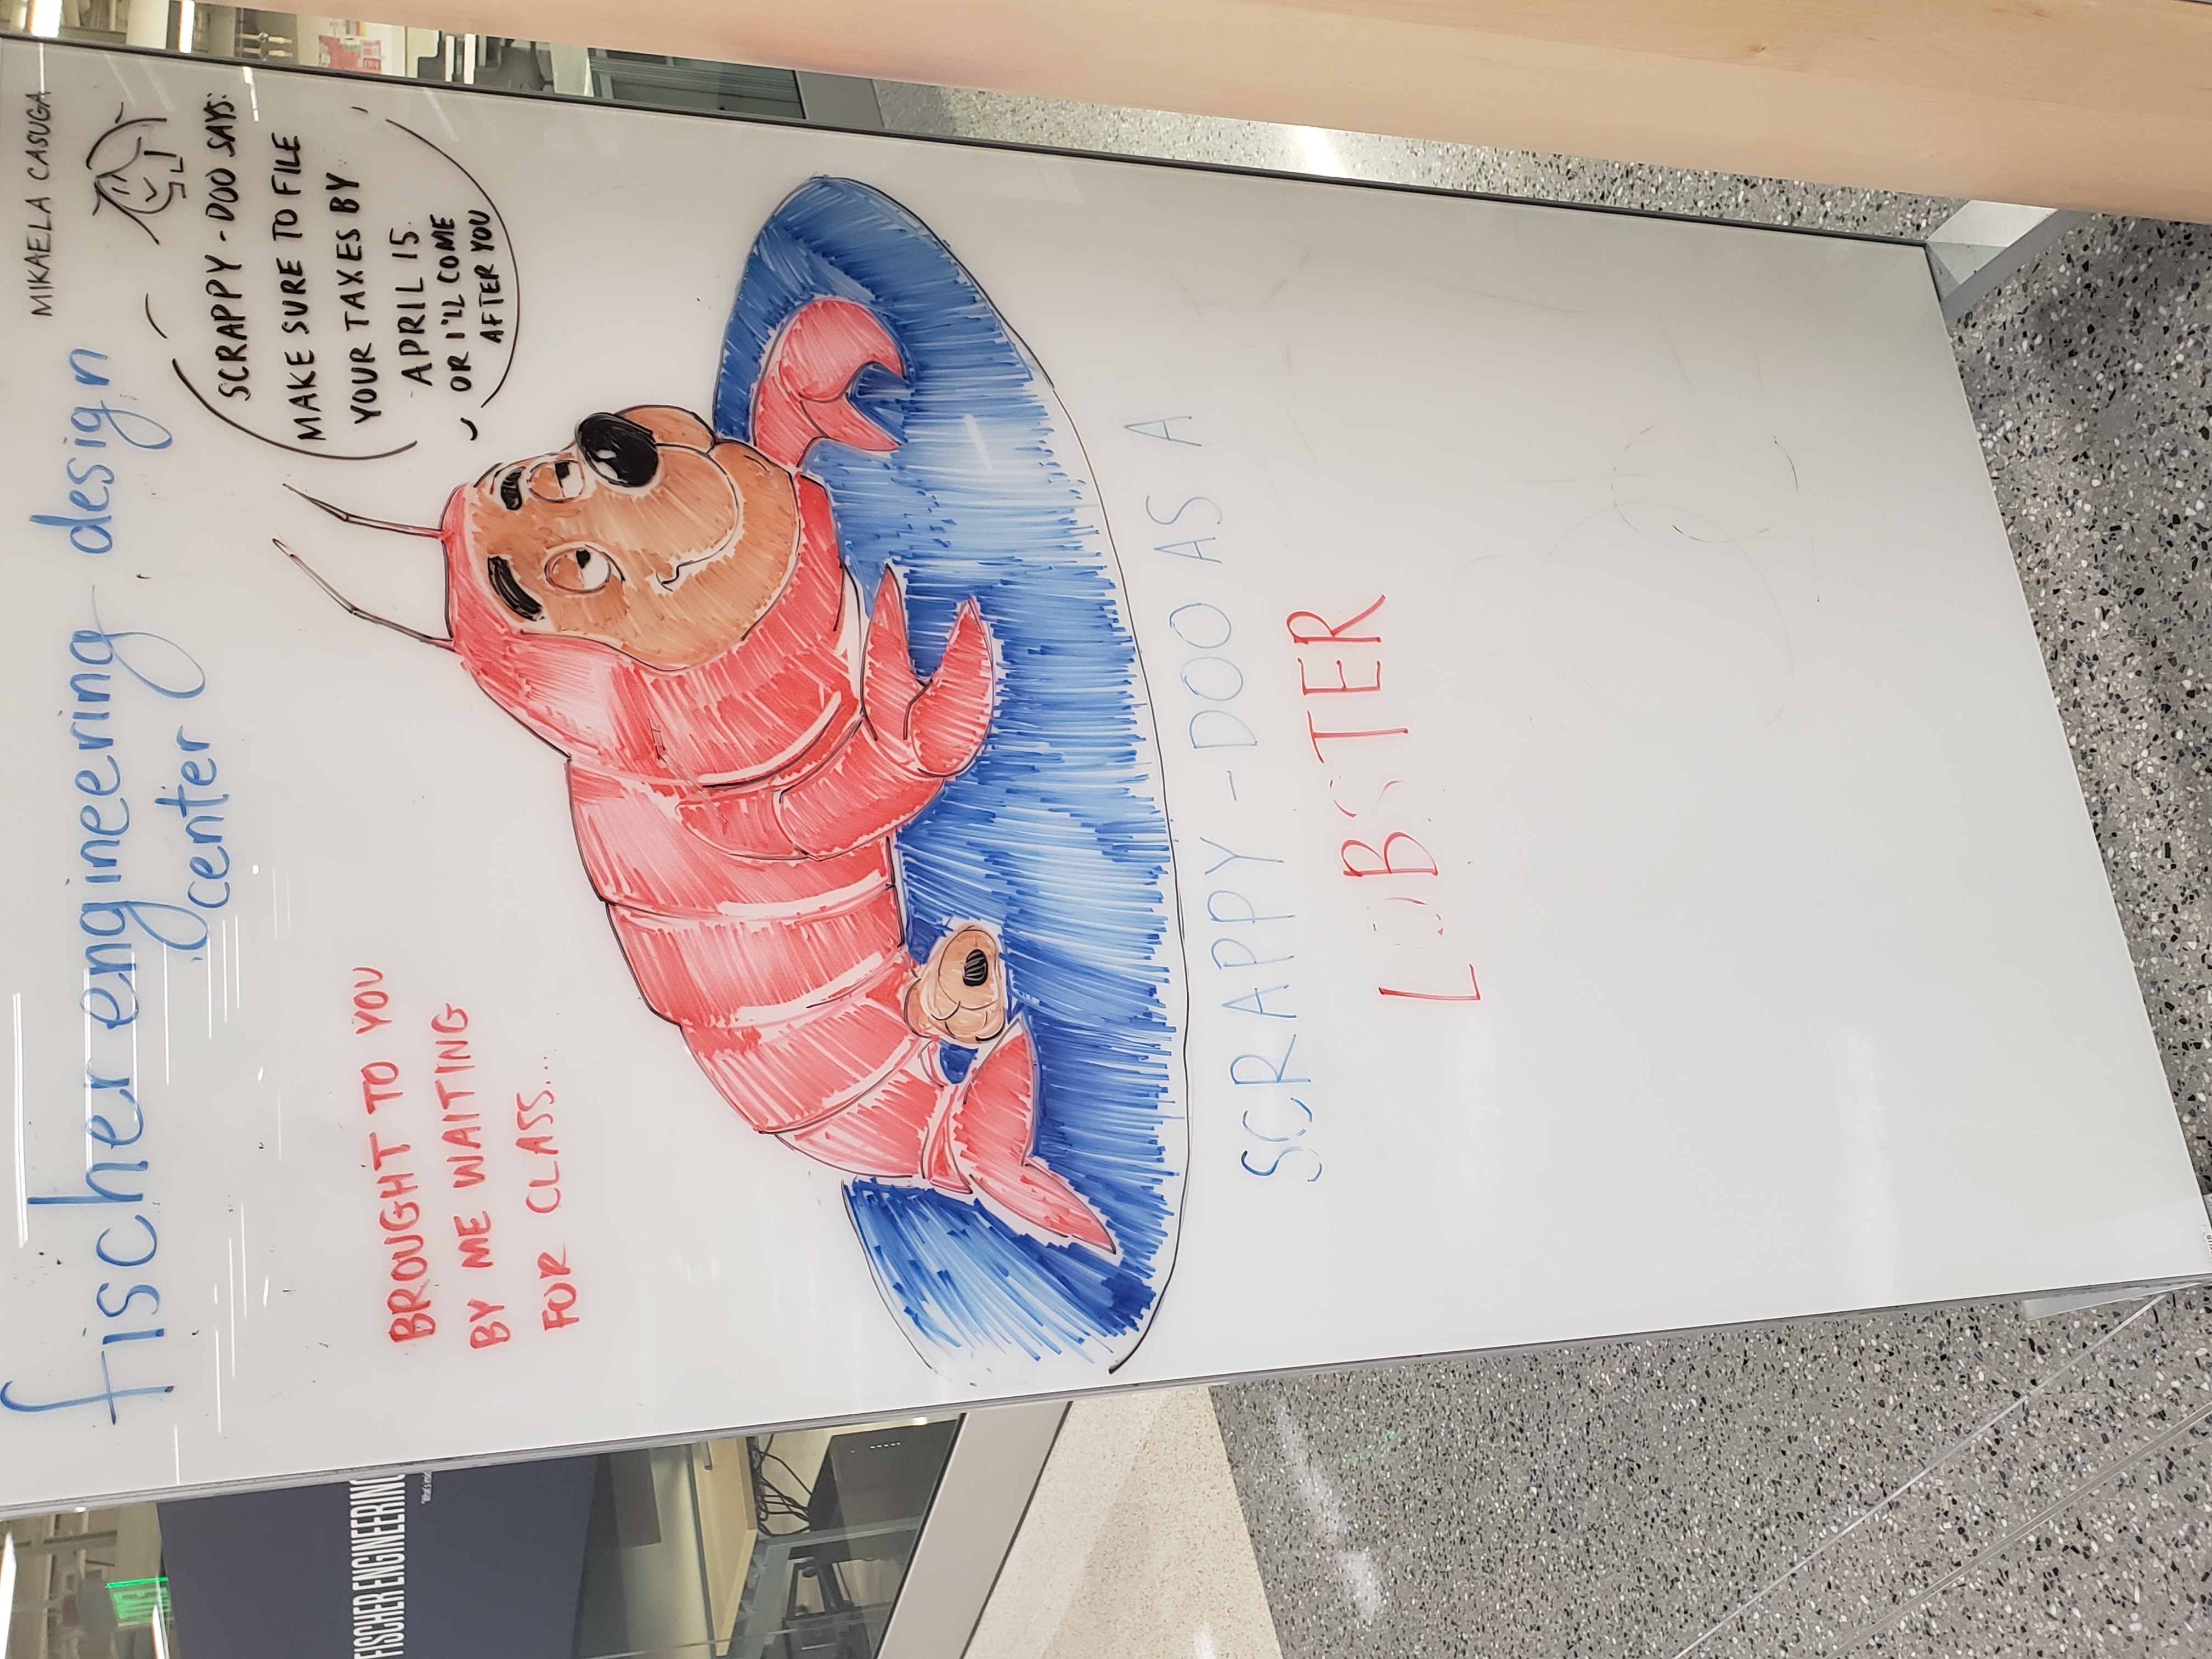 fischer engineering design
center
MIKAELA CASUGA
SCRAPPY-DOO SAYS:
MAKE SURE TO FILE
YOUR TAXES BY
APRIL 15
OR I'LL COME
AFTER YOU
BROUGHT TO YOU
BY ME WAITING
FOR CLASS...
FISCHER ENGINEERING
EXIT
SCRAPPY-DOO AS A
LOBSTER